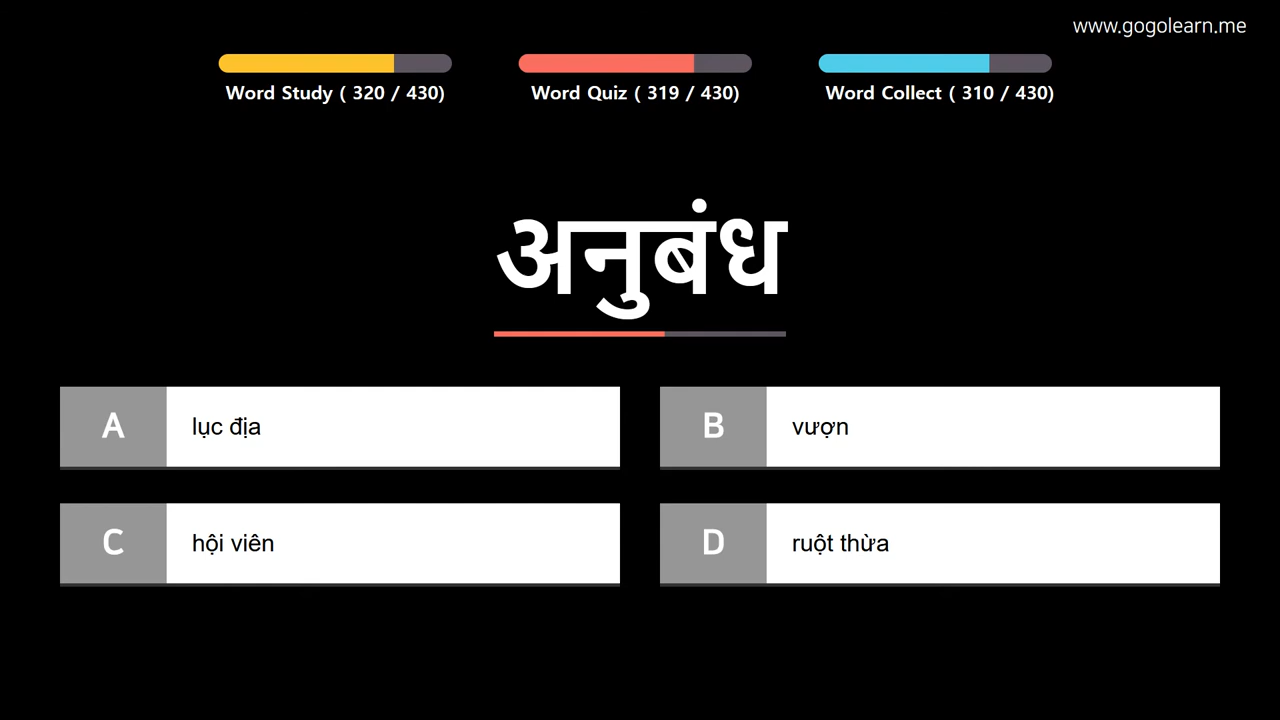 www.gogolearn.me
Word Study ( 320 / 430)
Word Quiz ( 319 / 430)
Word Collect ( 310 / 430)
अनुबंध
A
lục địa
B
vượn
C
hội viên
D
ruột thừa